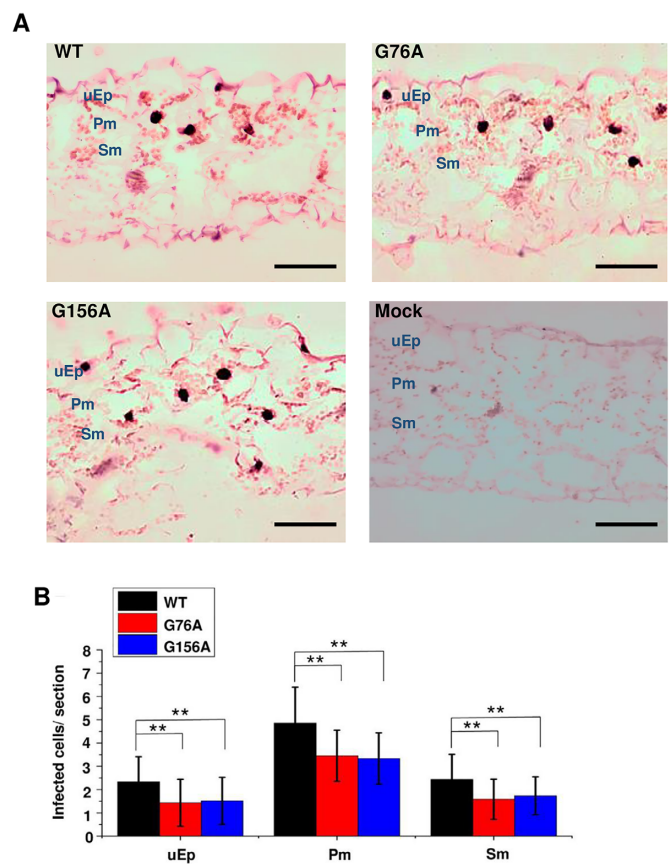 A
WT
uEp
Pm
Sm
G76A
uEp
Pm
Sm
G156A
uEp
Pm
Sm
Mock
uEp
Pm
Sm
B
WT
G76A
G156A
Infected cells/ section
8
7
6
5
4
3
2
1
0
**
**
**
**
**
**
uEp
Pm
Sm